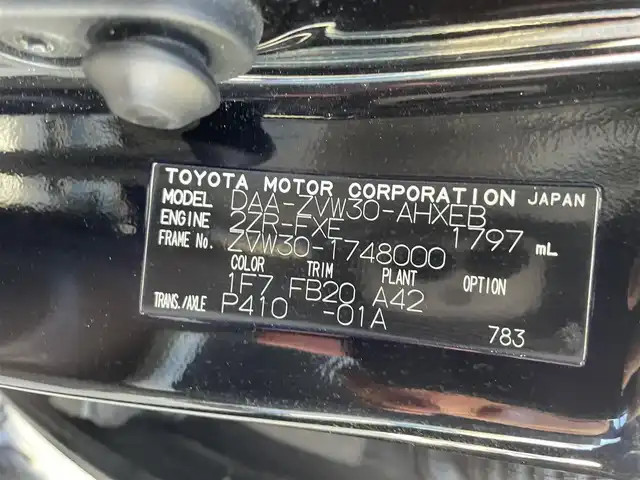 TOYOTA MOTOR CORPORATION JAPAN
MODEL DAA-ZVW30-AHXEB
ENGINE 2ZR-FXE 1797 mL
FRAME No. ZVW30-1748000
COLOR TRIM PLANT OPTION
1F7 FB20 A42
TRANS./AXLE P410 -01A
783